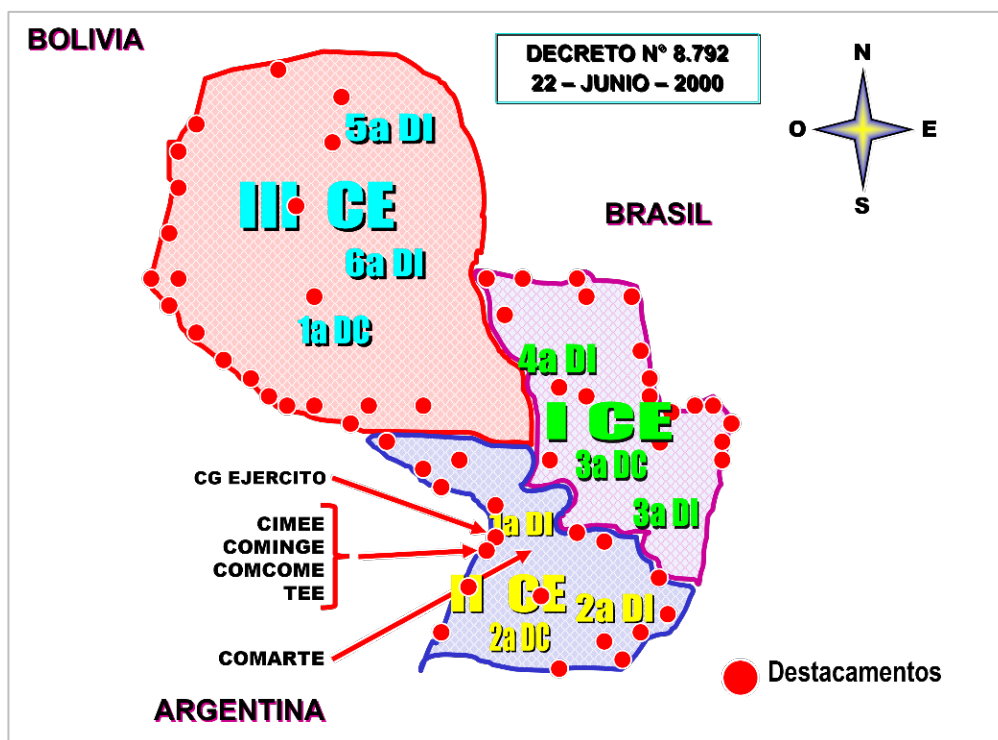 BOLIVIA
DECRETO N° 8.792
22 – JUNIO – 2000
N
O
E
S
5a DI
III CE
BRASIL
6a DI
1a DC
4a DI
I CE
3a DC
CG EJERCITO
3a DI
1a DI
CIMEE
COMINGE
COMCOME
TEE
II CE
2a DI
2a DC
COMARTE
Destacamentos
ARGENTINA